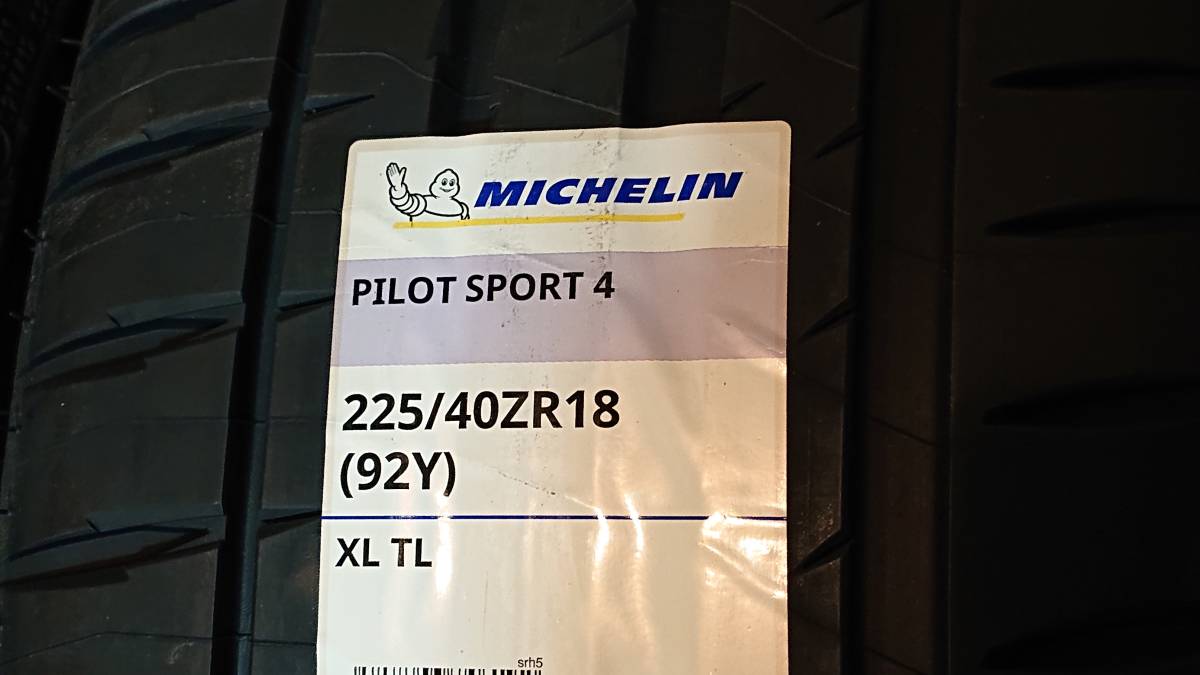 MICHELIN
PILOT SPORT 4
225/40ZR18
(92Y)
XL TL
srh5